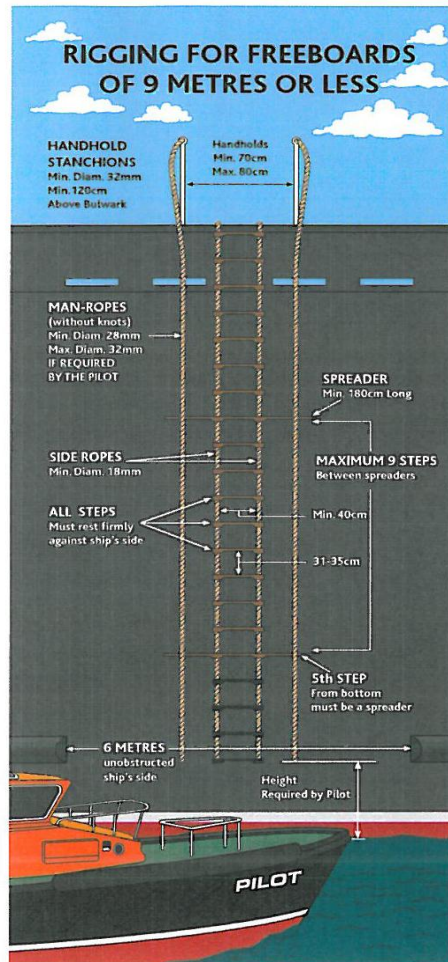 RIGGING FOR FREEBOARDS
OF 9 METRES OR LESS
HANDHOLD
STANCHIONS
Min. Diam. 32mm
Min. 120cm
Above Bulwark
Handholds
Min. 70cm
Max. 80cm
MAN-ROPES
(without knots)
Min. Diam. 28mm
Max. Diam. 32mm
IF REQUIRED
BY THE PILOT
SPREADER
Min. 180cm Long
SIDE ROPES
Min. Diam. 18mm
MAXIMUM 9 STEPS
Between spreaders
ALL STEPS
Must rest firmly
against ship's side
Min. 40cm
31-35cm
5th STEP
From bottom
must be a spreader
6 METRES
unobstructed
ship's side
Height
Required by Pilot
PILOT